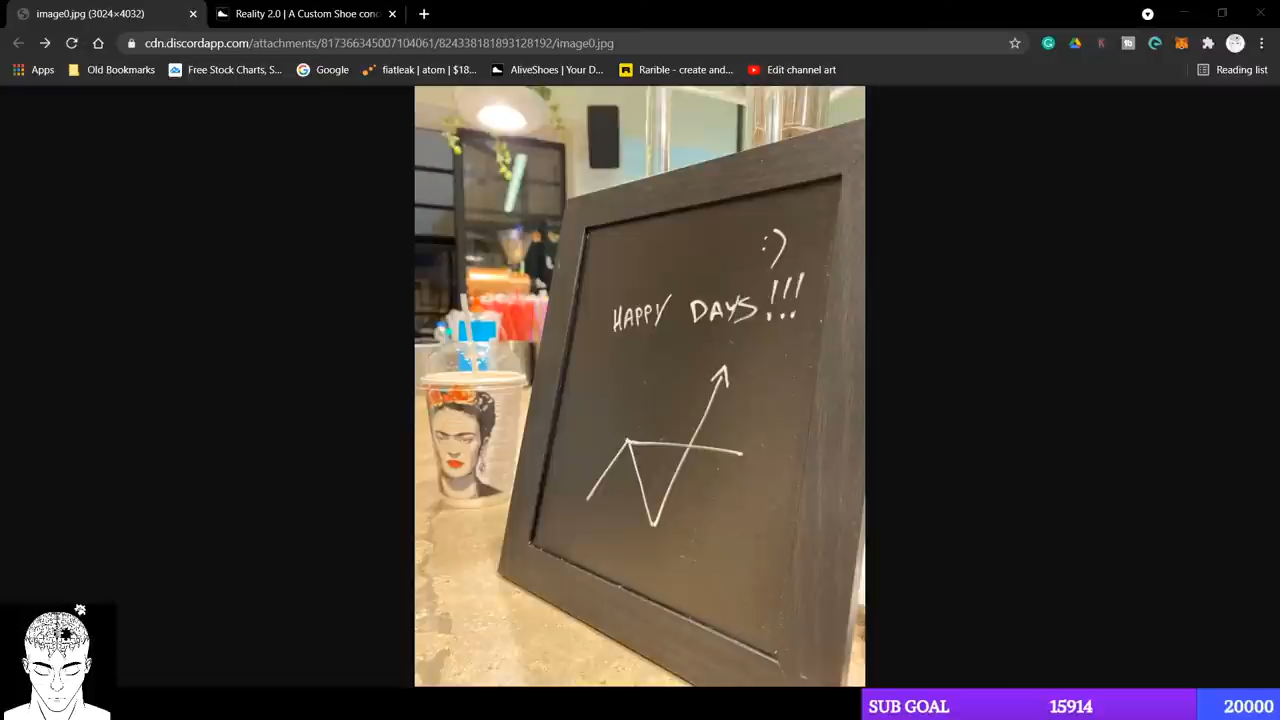 image0.jpg (3024×4032)
Reality 2.0 | A Custom Shoe conc
cdn.discordapp.com/attachments/817366345007104061/824338181893128192/image0.jpg
Apps
Old Bookmarks
Free Stock Charts, S...
Google
fiatleak | atom | $18...
AliveShoes | Your D...
Rarible - create and...
Edit channel art
Reading list
:)
HAPPY DAYS!!!
SUB GOAL 15914 20000